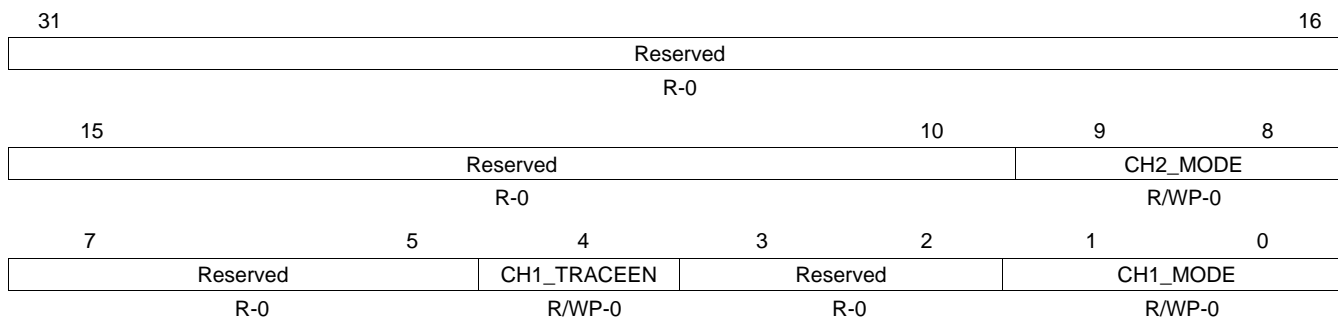 31 16
Reserved
R-0
15 10 9 8
Reserved CH2_MODE
R-0 R/WP-0
7 5 4 3 2 1 0
Reserved CH1_TRACEEN Reserved CH1_MODE
R-0 R/WP-0 R-0 R/WP-0